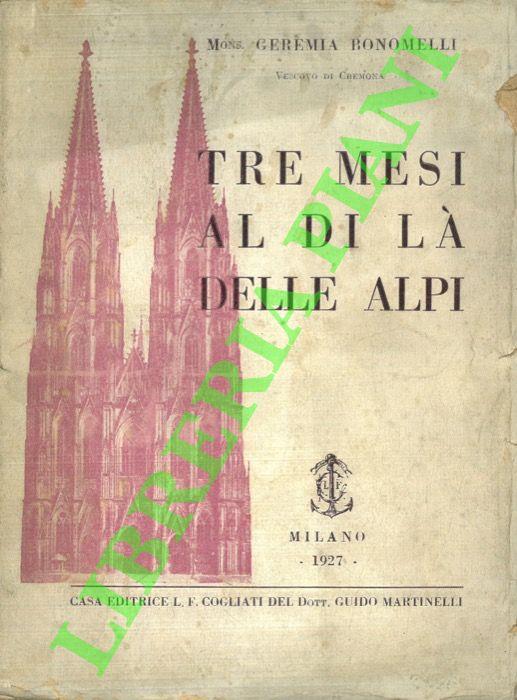 Mons. GEREMIA BONOMELLI
Vescovo di Cremona
TRE MESI
AL DI LÀ
DELLE ALPI
MILANO
- 1927 -
CASA EDITRICE L. F. COGLIATI DEL Dott. GUIDO MARTINELLI
LIBRERIA PIANI